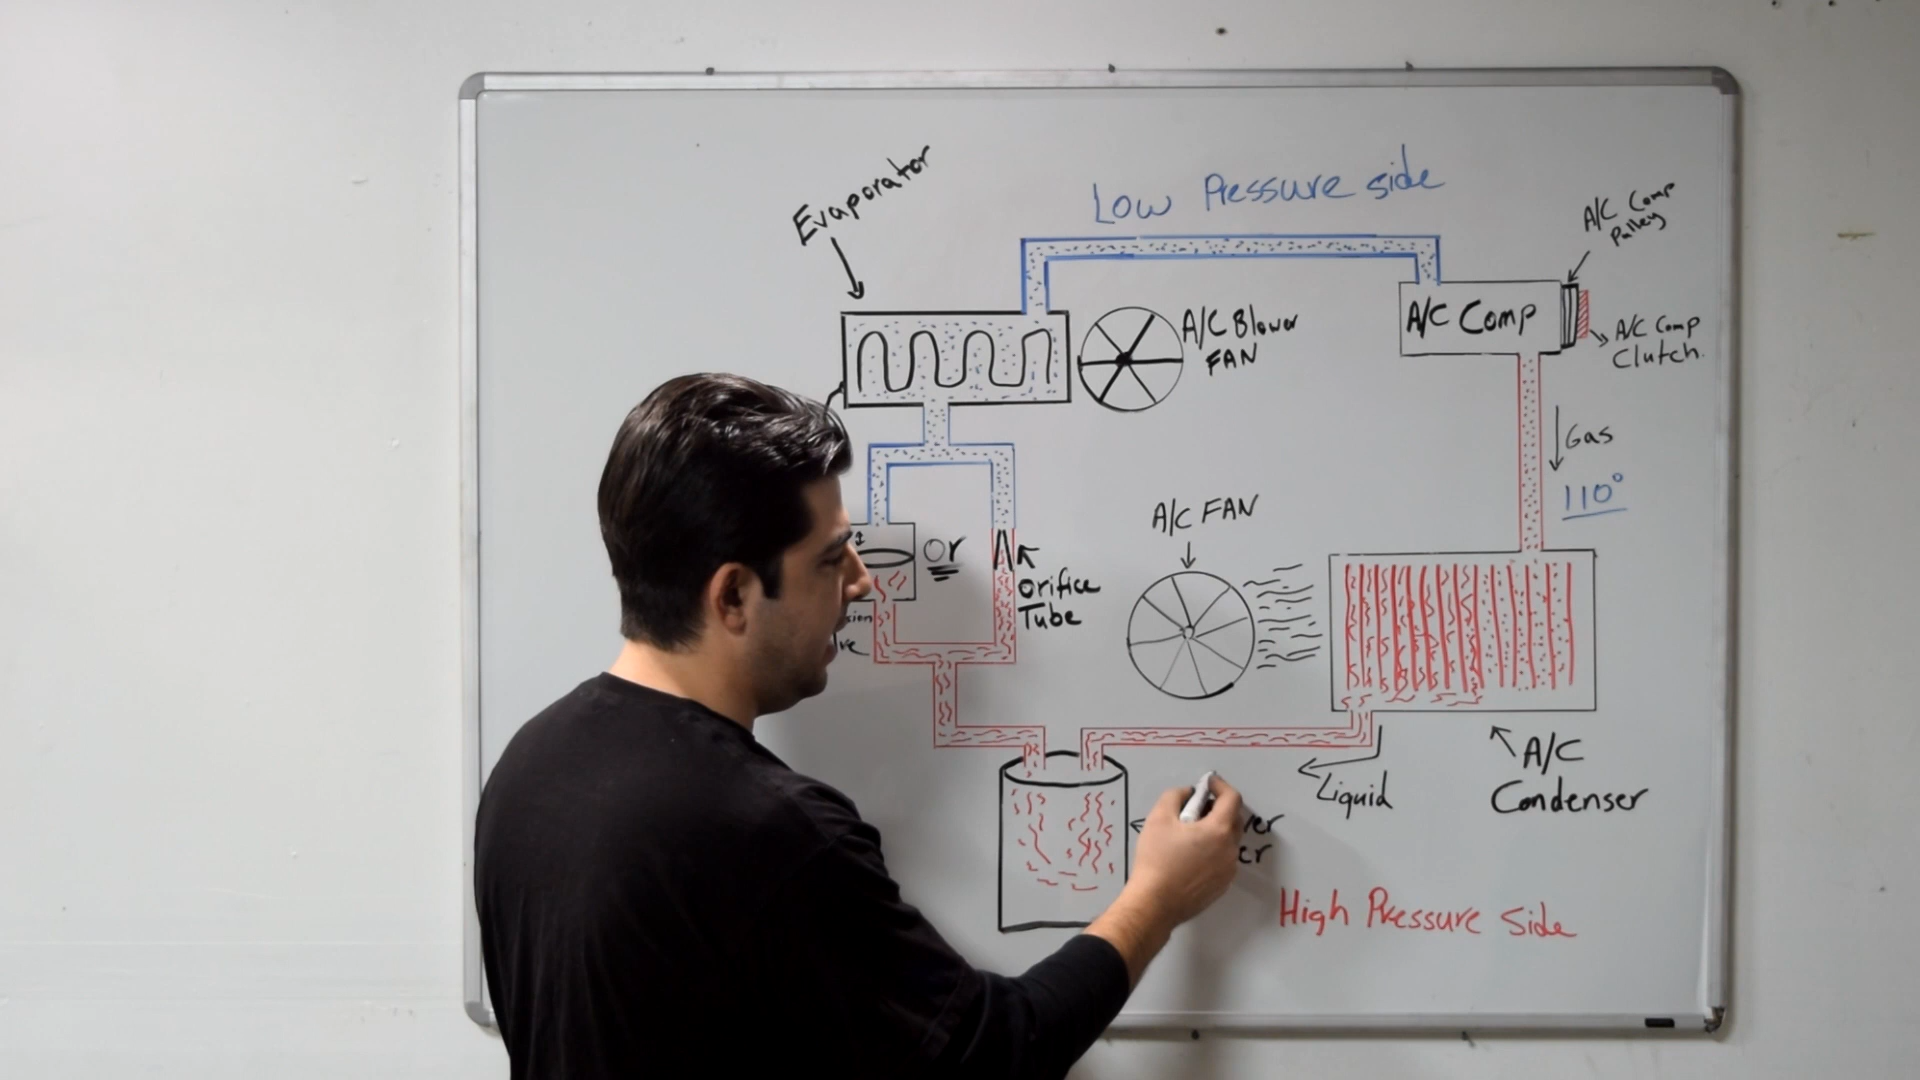 Evaporator
Low Pressure side
A/C Comp
Pulley
A/C Blower
FAN
A/C Comp
A/C Comp
Clutch.
Gas
110°
A/C FAN
Or
Orifice
Tube
Liquid
A/C
Condenser
High Pressure Side